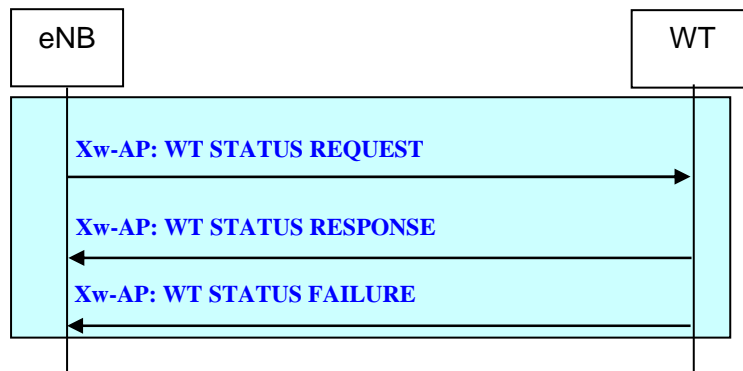 eNB
WT
Xw-AP: WT STATUS REQUEST
Xw-AP: WT STATUS RESPONSE
Xw-AP: WT STATUS FAILURE